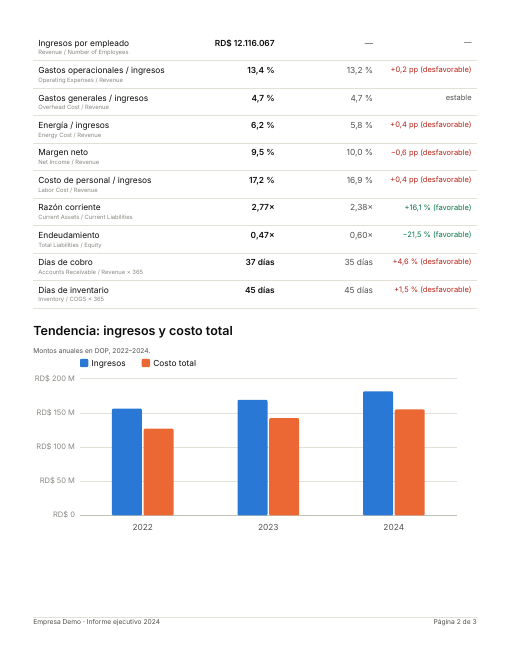 Ingresos por empleado RD$ 12.116.067 — —
Revenue / Number of Employees
Gastos operacionales / ingresos 13,4 % 13,2 % +0,2 pp (desfavorable)
Operating Expenses / Revenue
Gastos generales / ingresos 4,7 % 4,7 % estable
Overhead Cost / Revenue
Energía / ingresos 6,2 % 5,8 % +0,4 pp (desfavorable)
Energy Cost / Revenue
Margen neto 9,5 % 10,0 % −0,6 pp (desfavorable)
Net Income / Revenue
Costo de personal / ingresos 17,2 % 16,9 % +0,4 pp (desfavorable)
Labor Cost / Revenue
Razón corriente 2,77× 2,38× +16,1 % (favorable)
Current Assets / Current Liabilities
Endeudamiento 0,47× 0,60× −21,5 % (favorable)
Total Liabilities / Equity
Días de cobro 37 días 35 días +4,6 % (desfavorable)
Accounts Receivable / Revenue × 365
Días de inventario 45 días 45 días +1,5 % (desfavorable)
Inventory / COGS × 365
Tendencia: ingresos y costo total
Montos anuales en DOP, 2022–2024.
Ingresos Costo total
RD$ 200 M
RD$ 150 M
RD$ 100 M
RD$ 50 M
RD$ 0
2022 2023 2024
Empresa Demo · Informe ejecutivo 2024 Página 2 de 3